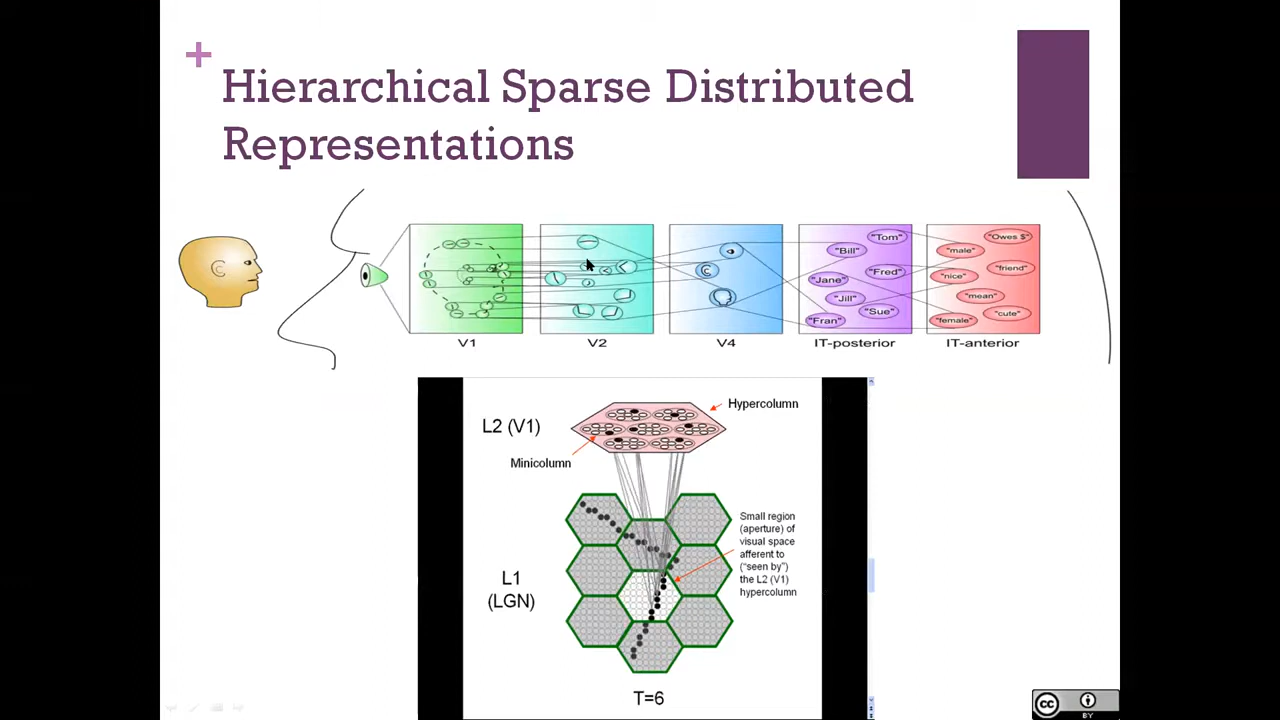 +
Hierarchical Sparse Distributed
Representations
V1
V2
V4
IT-posterior
IT-anterior
C
C
"Tom"
"Bill"
"Fred"
"Jane"
"Jill"
"Sue"
"Fran"
"Owes $"
"male"
"friend"
"nice"
"mean"
"cute"
"female"
Hypercolumn
L2 (V1)
Minicolumn
Small region
(aperture) of
visual space
afferent to
("seen by")
the L2 (V1)
hypercolumn
L1
(LGN)
T=6
cc
BY